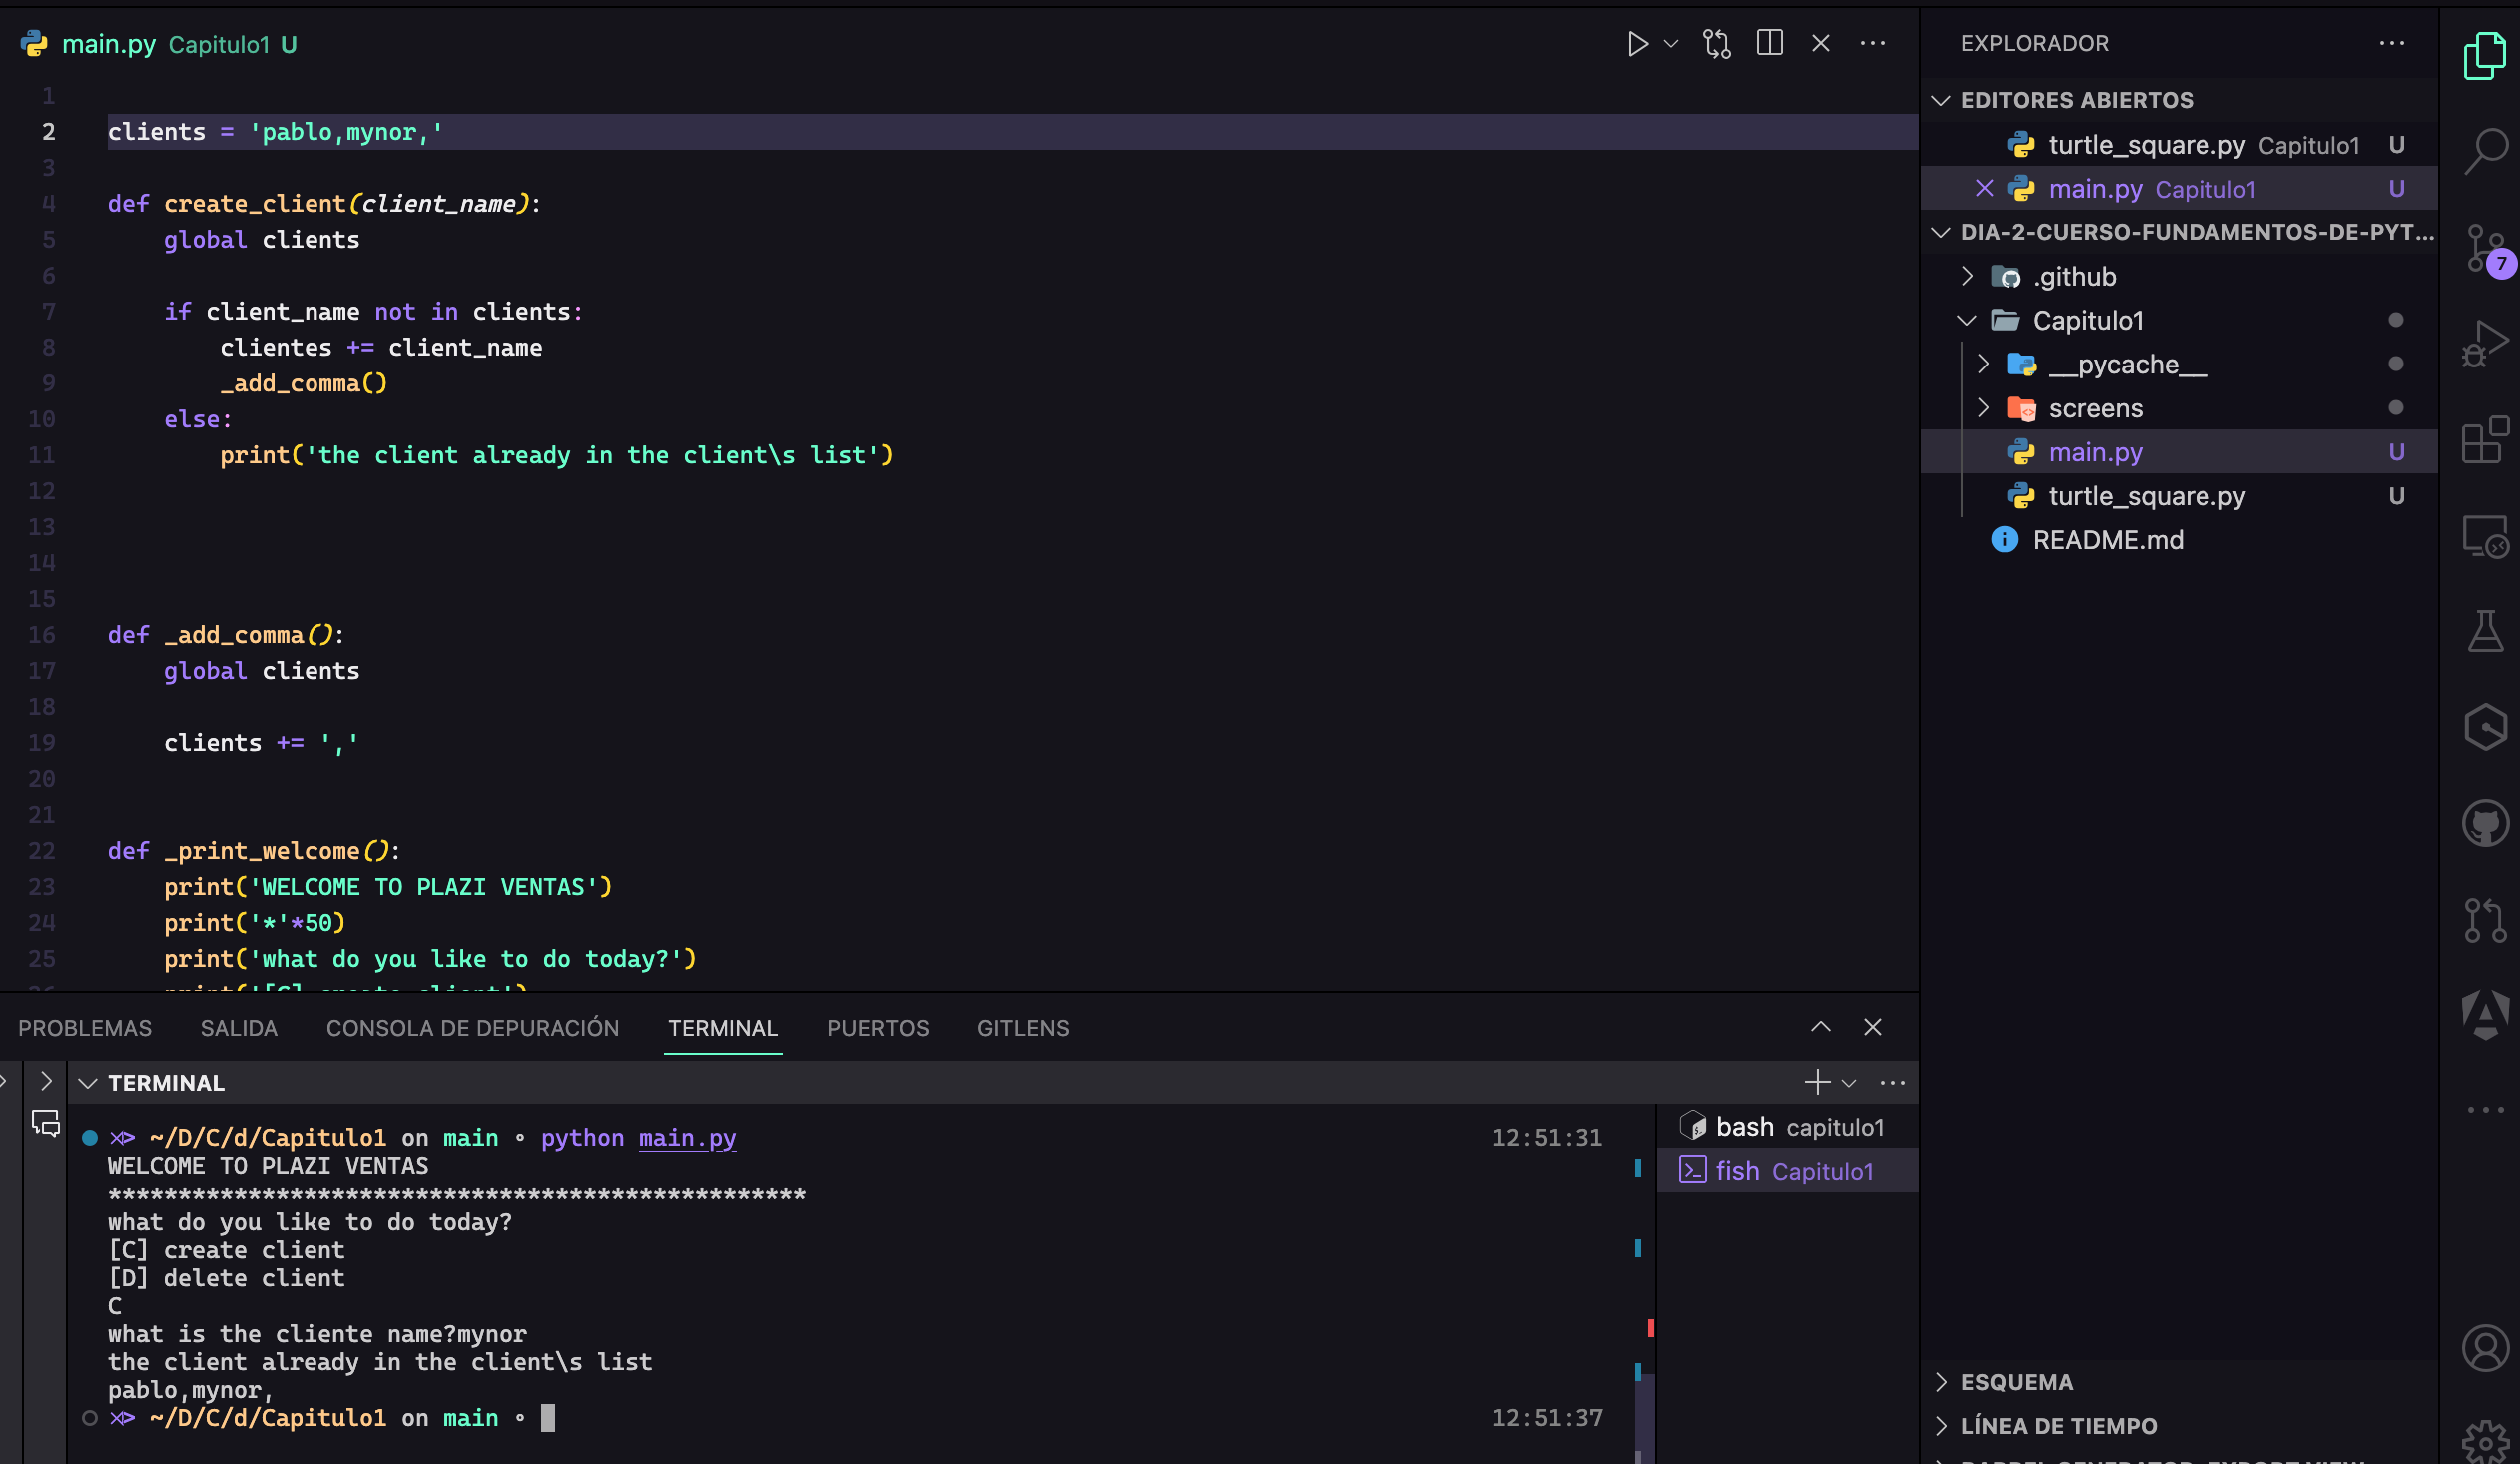 main.py Capitulo1 U
1
2 clients = 'pablo,mynor,'
3
4 def create_client(client_name):
5 global clients
6
7 if client_name not in clients:
8 clientes += client_name
9 _add_comma()
10 else:
11 print('the client already in the client\s list')
12
13
14
15
16 def _add_comma():
17 global clients
18
19 clients += ','
20
21
22 def _print_welcome():
23 print('WELCOME TO PLAZI VENTAS')
24 print('*'*50)
25 print('what do you like to do today?')
26 print('[C] create client')
PROBLEMAS SALIDA CONSOLA DE DEPURACIÓN TERMINAL PUERTOS GITLENS
TERMINAL
~/D/C/d/Capitulo1 on main ∘ python main.py 12:51:31
WELCOME TO PLAZI VENTAS
**************************************************
what do you like to do today?
[C] create client
[D] delete client
C
what is the cliente name?mynor
the client already in the client\s list
pablo,mynor,
~/D/C/d/Capitulo1 on main ∘ 12:51:37
bash capitulo1
fish Capitulo1
EXPLORADOR
EDITORES ABIERTOS
turtle_square.py Capitulo1 U
main.py Capitulo1 U
DIA-2-CUERSO-FUNDAMENTOS-DE-PYT...
.github
Capitulo1
__pycache__
screens
main.py U
turtle_square.py U
README.md
ESQUEMA
LÍNEA DE TIEMPO
7